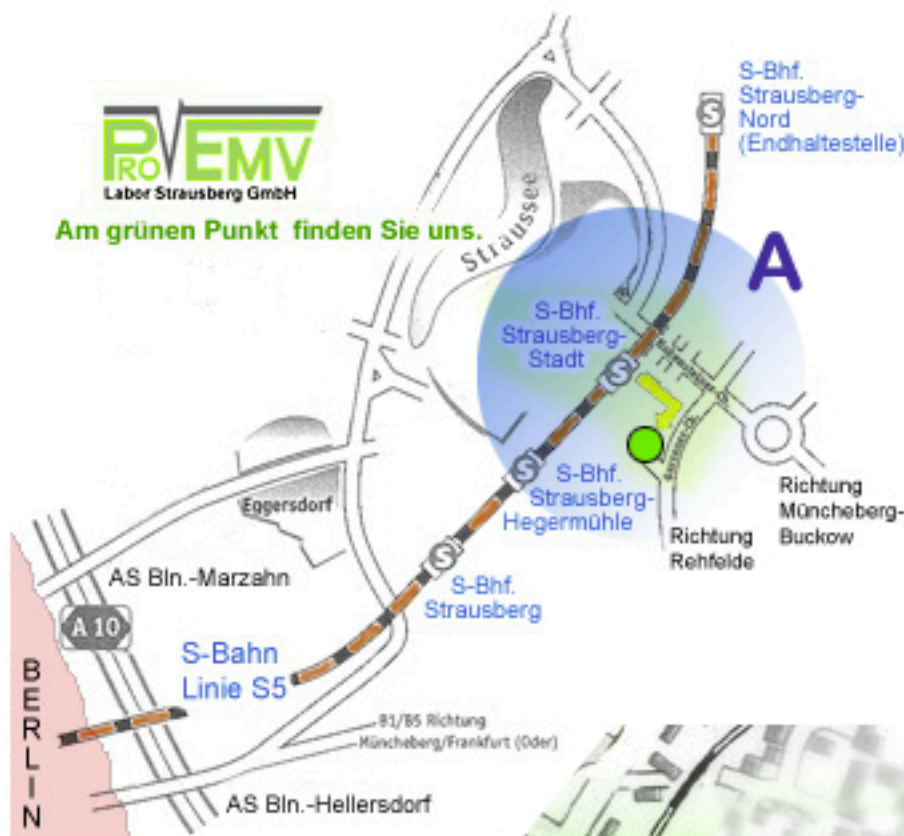 PRO EMV
Labor Strausberg GmbH
Am grünen Punkt finden Sie uns.
S-Bhf.
Strausberg-
Nord
(Endhaltestelle)
A
Straussee
S-Bhf.
Strausberg-
Stadt
S-Bhf.
Strausberg-
Hegermühle
Richtung
Müncheberg-
Buckow
Richtung
Rehfelde
Eggersdorf
S-Bhf.
Strausberg
AS Bln.-Marzahn
A 10
S-Bahn
Linie S5
BERLIN
B1/B5 Richtung
Müncheberg/Frankfurt (Oder)
AS Bln.-Hellersdorf
S
S
S
S